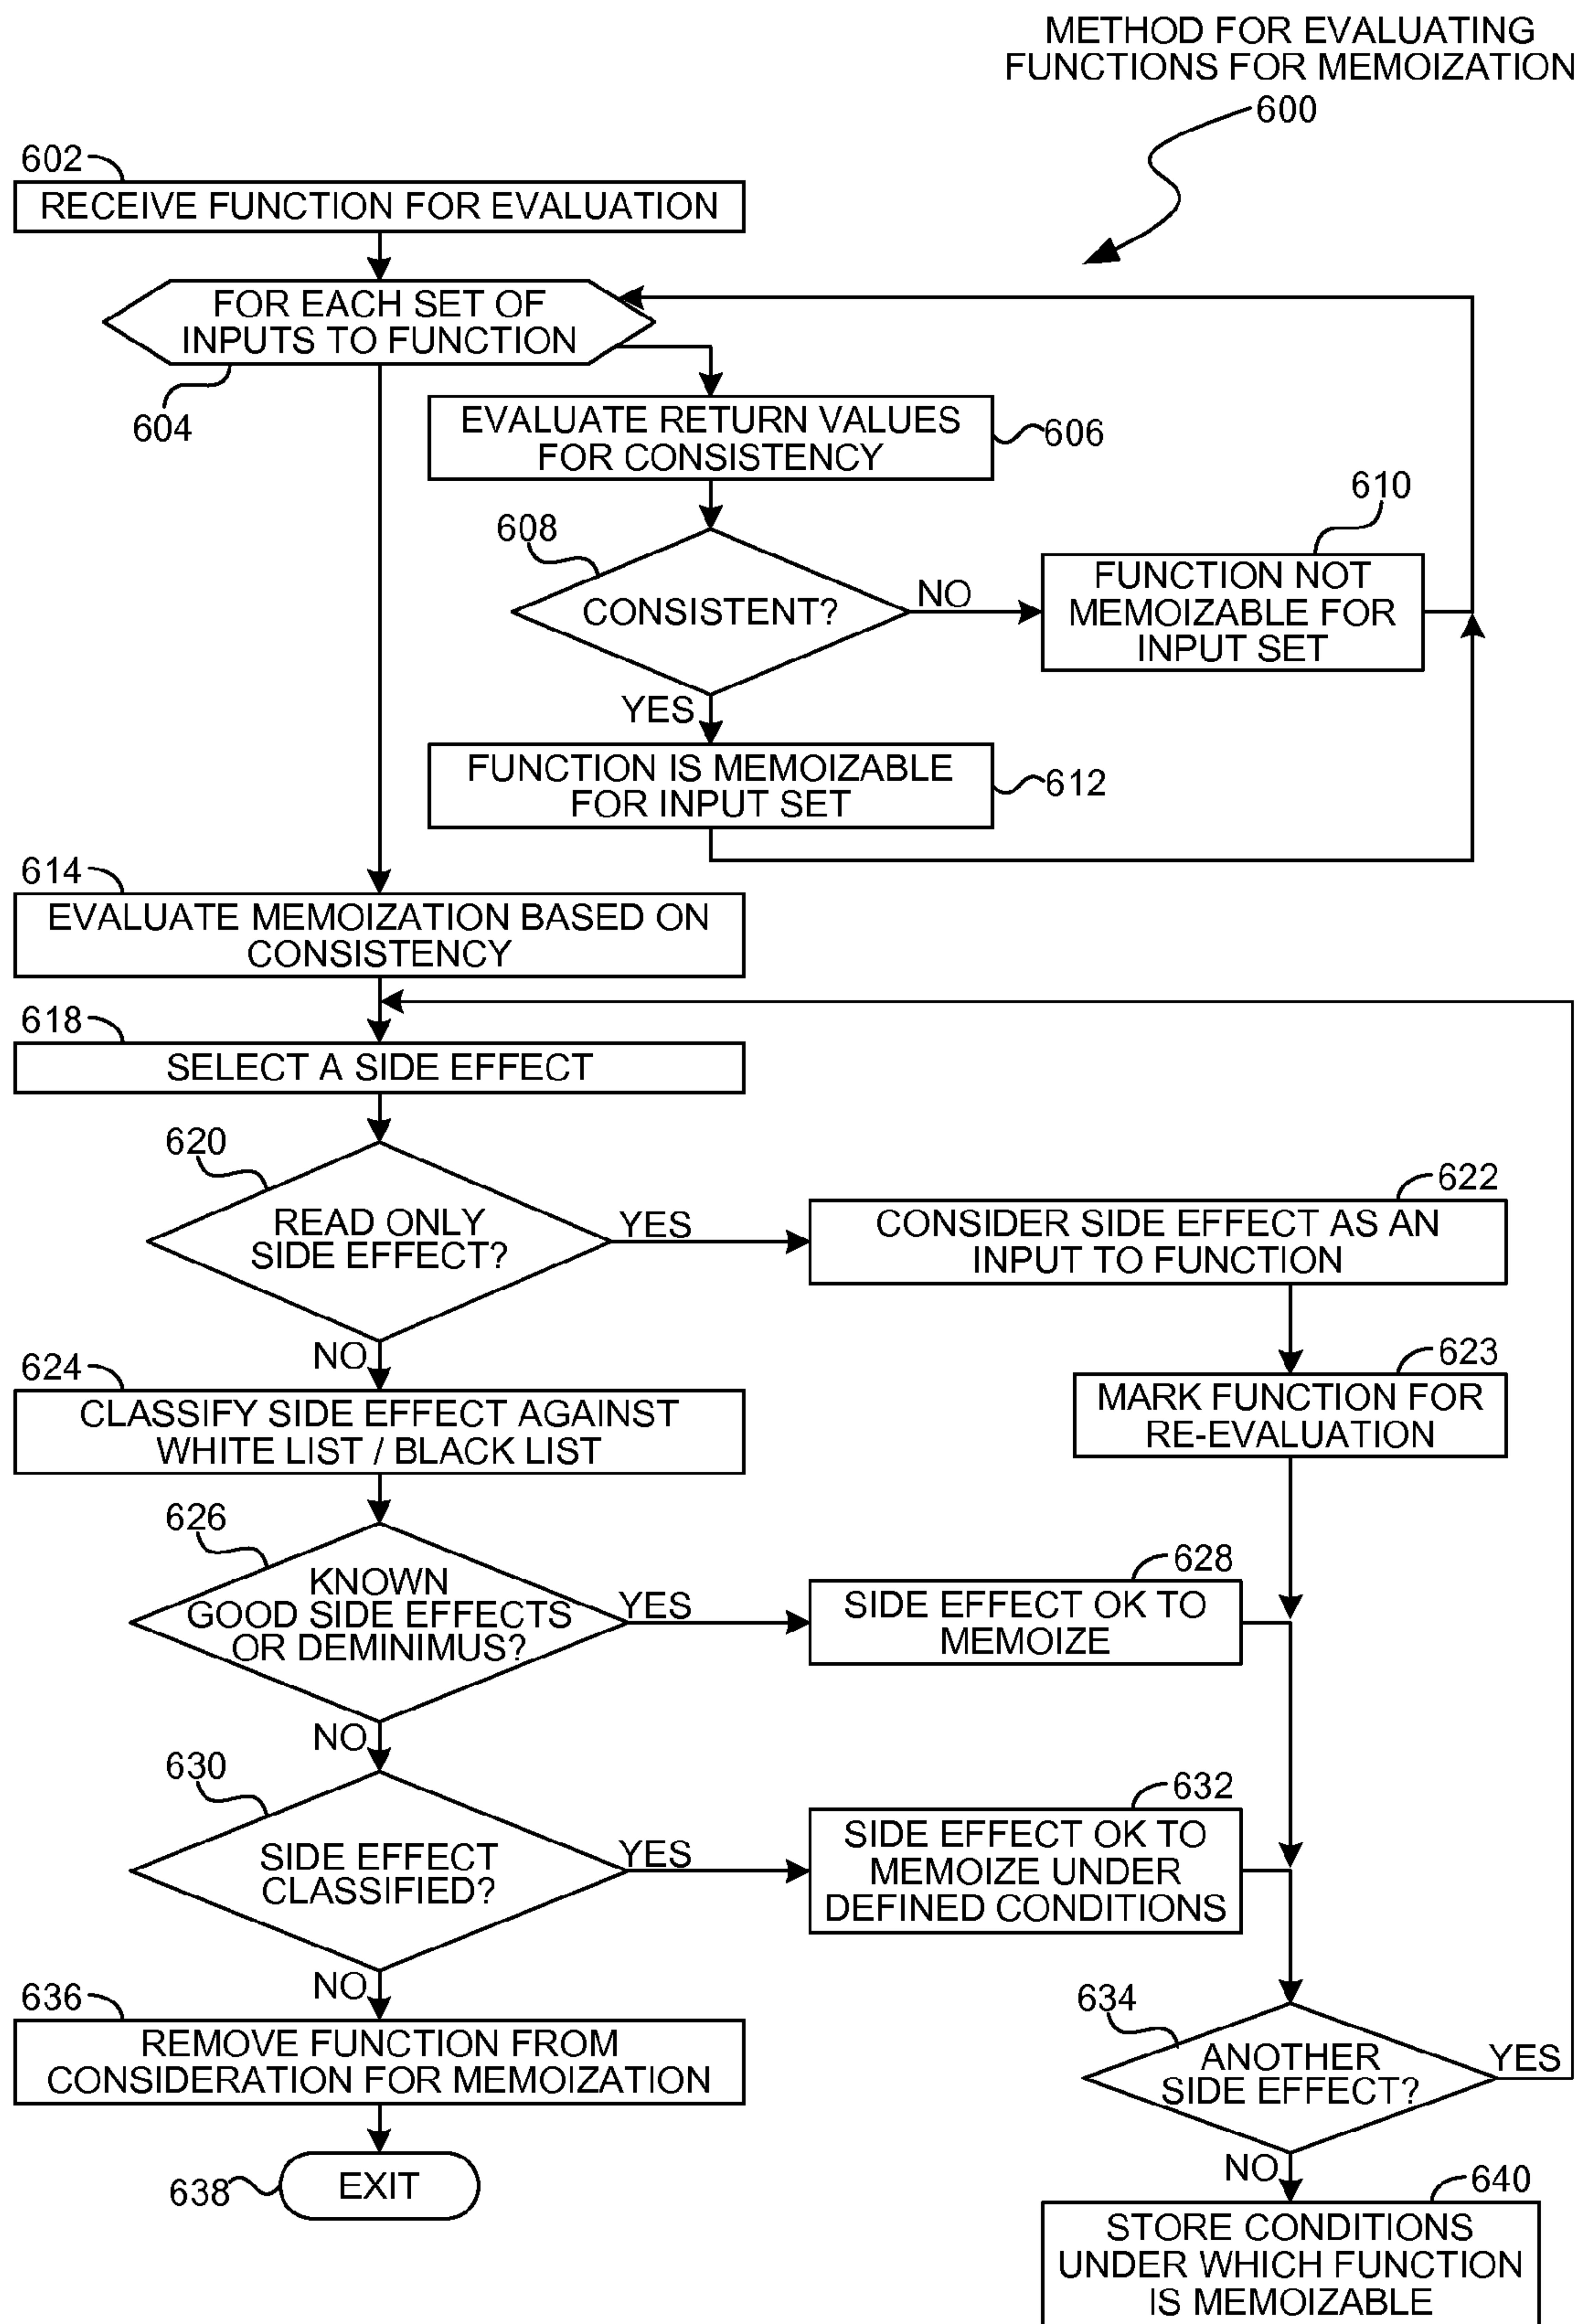 METHOD FOR EVALUATING
FUNCTIONS FOR MEMOIZATION
600
602
RECEIVE FUNCTION FOR EVALUATION
FOR EACH SET OF
INPUTS TO FUNCTION
604
EVALUATE RETURN VALUES
FOR CONSISTENCY
606
608
CONSISTENT?
NO
610
FUNCTION NOT
MEMOIZABLE FOR
INPUT SET
YES
FUNCTION IS MEMOIZABLE
FOR INPUT SET
612
614
EVALUATE MEMOIZATION BASED ON
CONSISTENCY
618
SELECT A SIDE EFFECT
620
READ ONLY
SIDE EFFECT?
YES
622
CONSIDER SIDE EFFECT AS AN
INPUT TO FUNCTION
NO
623
MARK FUNCTION FOR
RE-EVALUATION
624
CLASSIFY SIDE EFFECT AGAINST
WHITE LIST / BLACK LIST
626
KNOWN
GOOD SIDE EFFECTS
OR DEMINIMUS?
YES
628
SIDE EFFECT OK TO
MEMOIZE
NO
630
SIDE EFFECT
CLASSIFIED?
YES
632
SIDE EFFECT OK TO
MEMOIZE UNDER
DEFINED CONDITIONS
NO
634
ANOTHER
SIDE EFFECT?
YES
636
REMOVE FUNCTION FROM
CONSIDERATION FOR MEMOIZATION
638
EXIT
NO
640
STORE CONDITIONS
UNDER WHICH FUNCTION
IS MEMOIZABLE